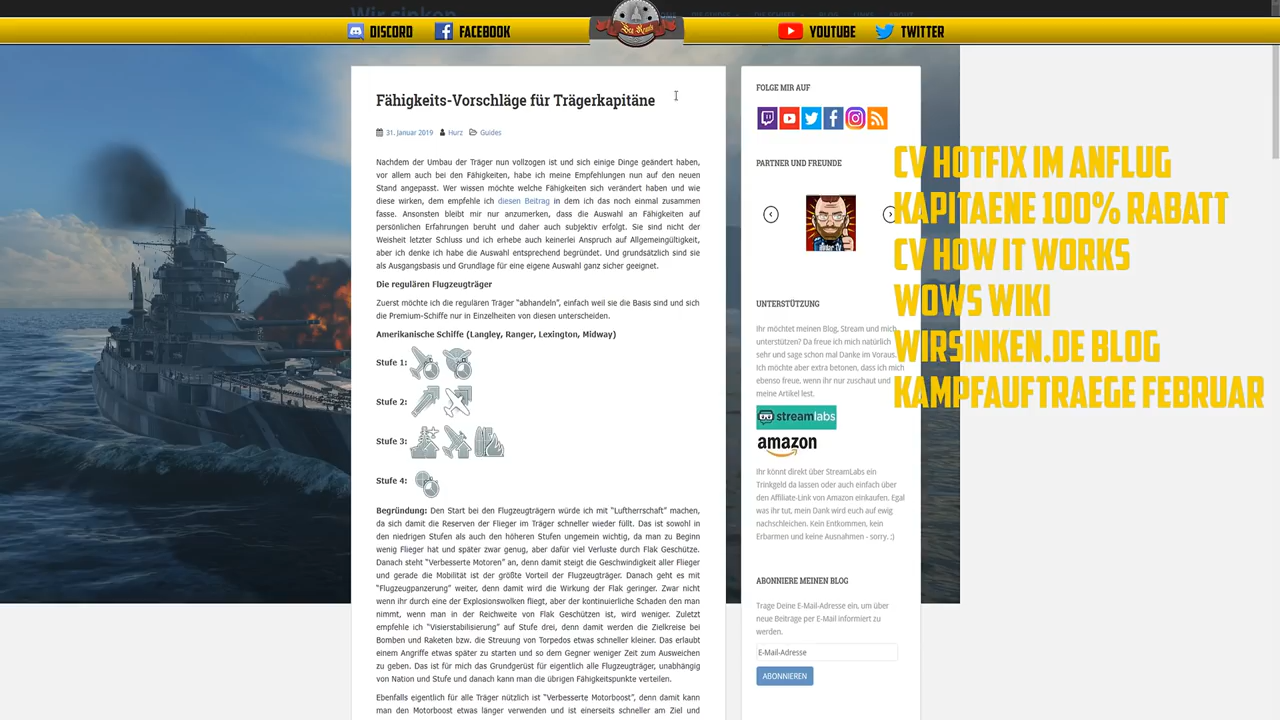 Wir sinken
DISCORD
FACEBOOK
YOUTUBE
TWITTER
Fähigkeits-Vorschläge für Trägerkapitäne
31. Januar 2019 Hurz Guides
Nachdem der Umbau der Träger nun vollzogen ist und sich einige Dinge geändert haben,
vor allem auch bei den Fähigkeiten, habe ich meine Empfehlungen nun auf den neuen
Stand angepasst. Wer wissen möchte welche Fähigkeiten sich verändert haben und wie
diese wirken, dem empfehle ich diesen Beitrag in dem ich das noch einmal zusammen
fasse. Ansonsten bleibt mir nur anzumerken, dass die Auswahl an Fähigkeiten auf
persönlichen Erfahrungen beruht und daher auch subjektiv erfolgt. Sie sind nicht der
Weisheit letzter Schluss und ich erhebe auch keinerlei Anspruch auf Allgemeingültigkeit,
aber ich denke ich habe die Auswahl entsprechend begründet. Und grundsätzlich sind sie
als Ausgangsbasis und Grundlage für eine eigene Auswahl ganz sicher geeignet.
Die regulären Flugzeugträger
Zuerst möchte ich die regulären Träger "abhandeln", einfach weil sie die Basis sind und sich
die Premium-Schiffe nur in Einzelheiten von diesen unterscheiden.
Amerikanische Schiffe (Langley, Ranger, Lexington, Midway)
Stufe 1:
Stufe 2:
Stufe 3:
Stufe 4:
Begründung: Den Start bei den Flugzeugträgern würde ich mit "Luftherrschaft" machen,
da sich damit die Reserven der Flieger im Träger schneller wieder füllt. Das ist sowohl in
den niedrigen Stufen als auch den höheren Stufen ungemein wichtig, da man zu Beginn
wenig Flieger hat und später zwar genug, aber dafür viel Verluste durch Flak Geschütze.
Danach steht "Verbesserte Motoren" an, denn damit steigt die Geschwindigkeit aller Flieger
und gerade die Mobilität ist der größte Vorteil der Flugzeugträger. Danach geht es mit
"Flugzeugpanzerung" weiter, denn damit wird die Wirkung der Flak geringer. Zwar nicht
wenn ihr durch eine der Explosionswolken fliegt, aber der kontinuierliche Schaden den man
nimmt, wenn man in der Reichweite von Flak Geschützen ist, wird weniger. Zuletzt
empfehle ich "Visierstabilisierung" auf Stufe drei, denn damit werden die Zielkreise bei
Bomben und Raketen bzw. die Streuung von Torpedos etwas schneller kleiner. Das erlaubt
einem Angriffe etwas später zu starten und so dem Gegner weniger Zeit zum Ausweichen
zu geben. Das ist für mich das Grundgerüst für eigentlich alle Flugzeugträger, unabhängig
von Nation und Stufe und danach kann man die übrigen Fähigkeitspunkte verteilen.
Ebenfalls eigentlich für alle Träger nützlich ist "Verbesserte Motorboost", denn damit kann
man den Motorboost etwas länger verwenden und ist einerseits schneller am Ziel und
FOLGE MIR AUF
PARTNER UND FREUNDE
UNTERSTÜTZUNG
Ihr möchtet meinen Blog, Stream und mich
unterstützen? Da freue ich mich natürlich
sehr und sage schon mal Danke im Voraus.
Ich möchte aber extra betonen, dass ich mich
ebenso freue, wenn ihr nur zuschaut und
meine Artikel lest.
streamlabs
amazon
Ihr könnt direkt über StreamLabs ein
Trinkgeld da lassen oder auch einfach über
den Affiliate-Link von Amazon einkaufen. Egal
was ihr tut, mein Dank wird euch auf ewig
nachschleichen. Kein Entkommen, kein
Erbarmen und keine Ausnahmen - sorry. ;)
ABONNIERE MEINEN BLOG
Trage Deine E-Mail-Adresse ein, um über
neue Beiträge per E-Mail informiert zu
werden.
E-Mail-Adresse
ABONNIEREN
CV HOTFIX IM ANFLUG
KAPITAENE 100% RABATT
CV HOW IT WORKS
WOWS WIKI
WIRSINKEN.DE BLOG
KAMPFAUFTRAEGE FEBRUAR